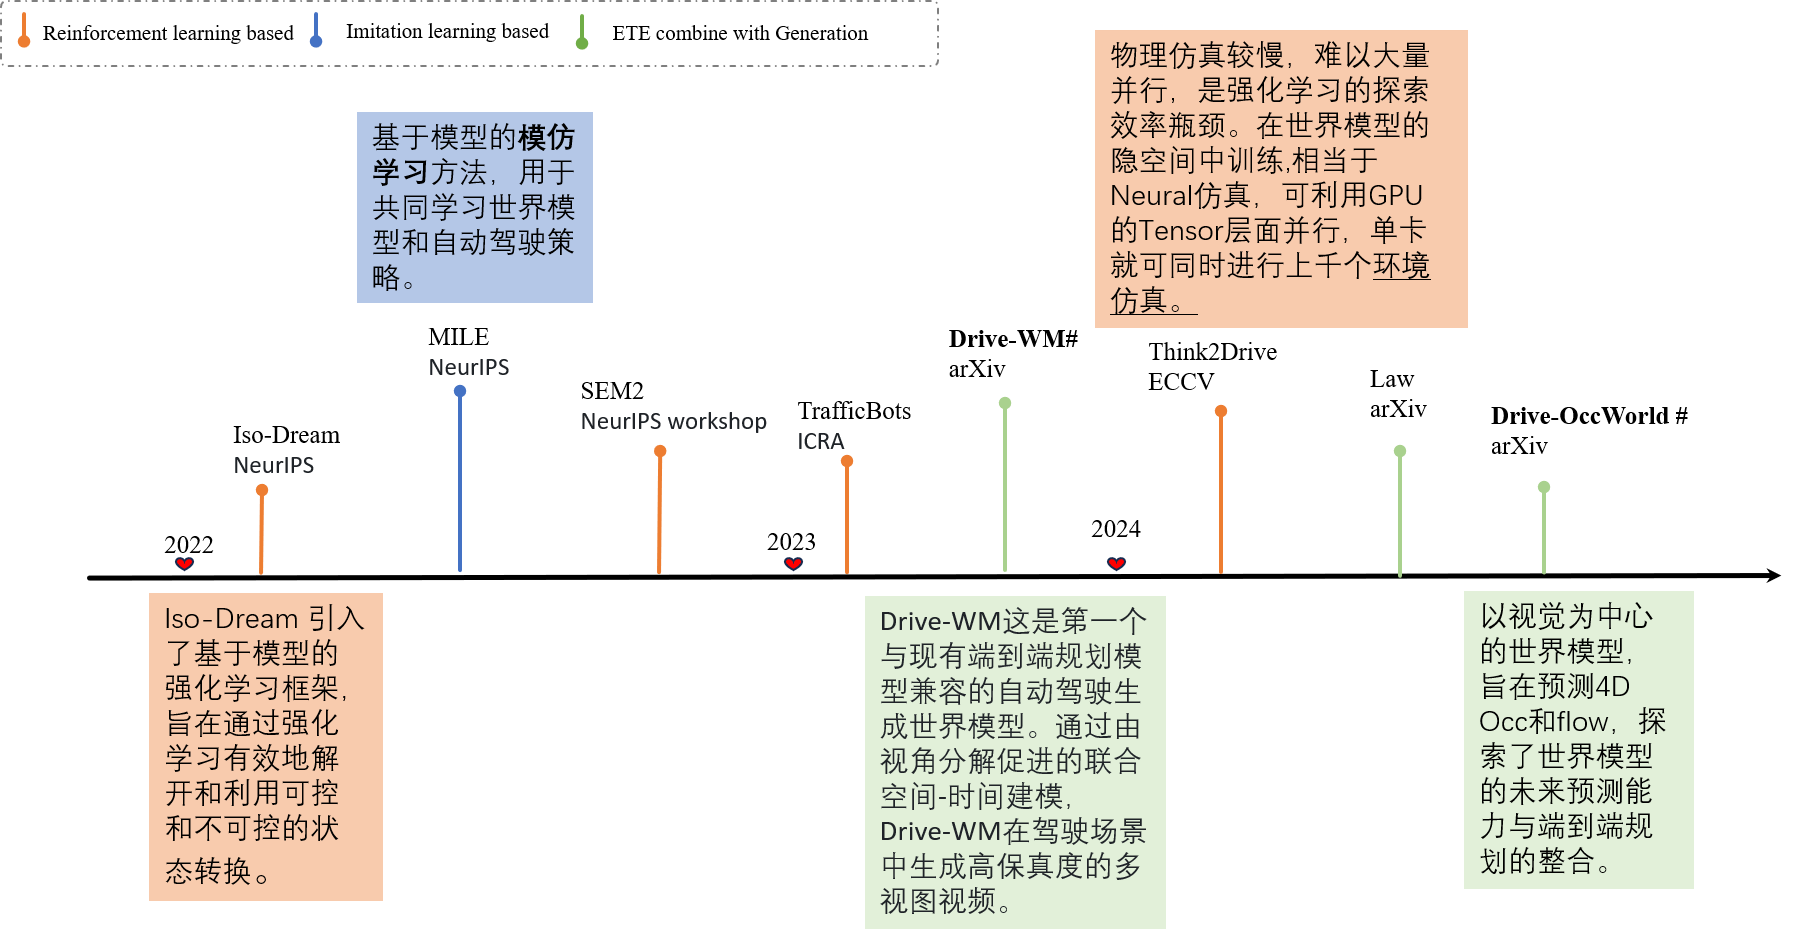 Reinforcement learning based
Imitation learning based
ETE combine with Generation
物理仿真较慢，难以大量
并行，是强化学习的探索
效率瓶颈。在世界模型的
隐空间中训练,相当于
Neural仿真，可利用GPU
的Tensor层面并行，单卡
就可同时进行上千个环境
仿真。
基于模型的模仿
学习方法，用于
共同学习世界模
型和自动驾驶策
略。
MILE
NeurIPS
Drive-WM#
arXiv
Think2Drive
ECCV
SEM2
NeurIPS workshop
Law
arXiv
TrafficBots
ICRA
Drive-OccWorld #
arXiv
Iso-Dream
NeurIPS
2022
2023
2024
Iso-Dream 引入
了基于模型的
强化学习框架，
旨在通过强化
学习有效地解
开和利用可控
和不可控的状
态转换。
Drive-WM这是第一个
与现有端到端规划模
型兼容的自动驾驶生
成世界模型。通过由
视角分解促进的联合
空间-时间建模，
Drive-WM在驾驶场景
中生成高保真度的多
视图视频。
以视觉为中心
的世界模型，
旨在预测4D
Occ和flow，探
索了世界模型
的未来预测能
力与端到端规
划的整合。